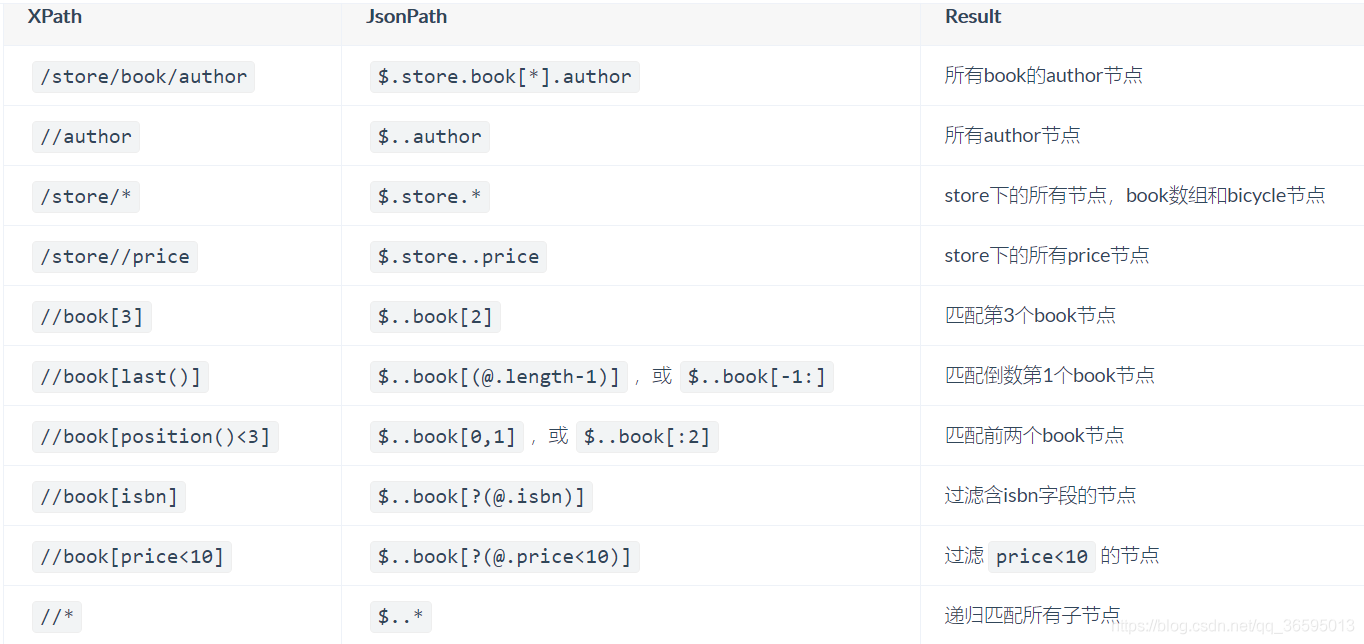 XPath JsonPath Result
/store/book/author $.store.book[*].author 所有book的author节点
//author $..author 所有author节点
/store/* $.store.* store下的所有节点，book数组和bicycle节点
/store//price $.store..price store下的所有price节点
//book[3] $..book[2] 匹配第3个book节点
//book[last()] $..book[(@.length-1)] ，或 $..book[-1:] 匹配倒数第1个book节点
//book[position()<3] $..book[0,1] ，或 $..book[:2] 匹配前两个book节点
//book[isbn] $..book[?(@.isbn)] 过滤含isbn字段的节点
//book[price<10] $..book[?(@.price<10)] 过滤 price<10 的节点
//* $..* 递归匹配所有子节点
https://blog.csdn.net/qq_36595013